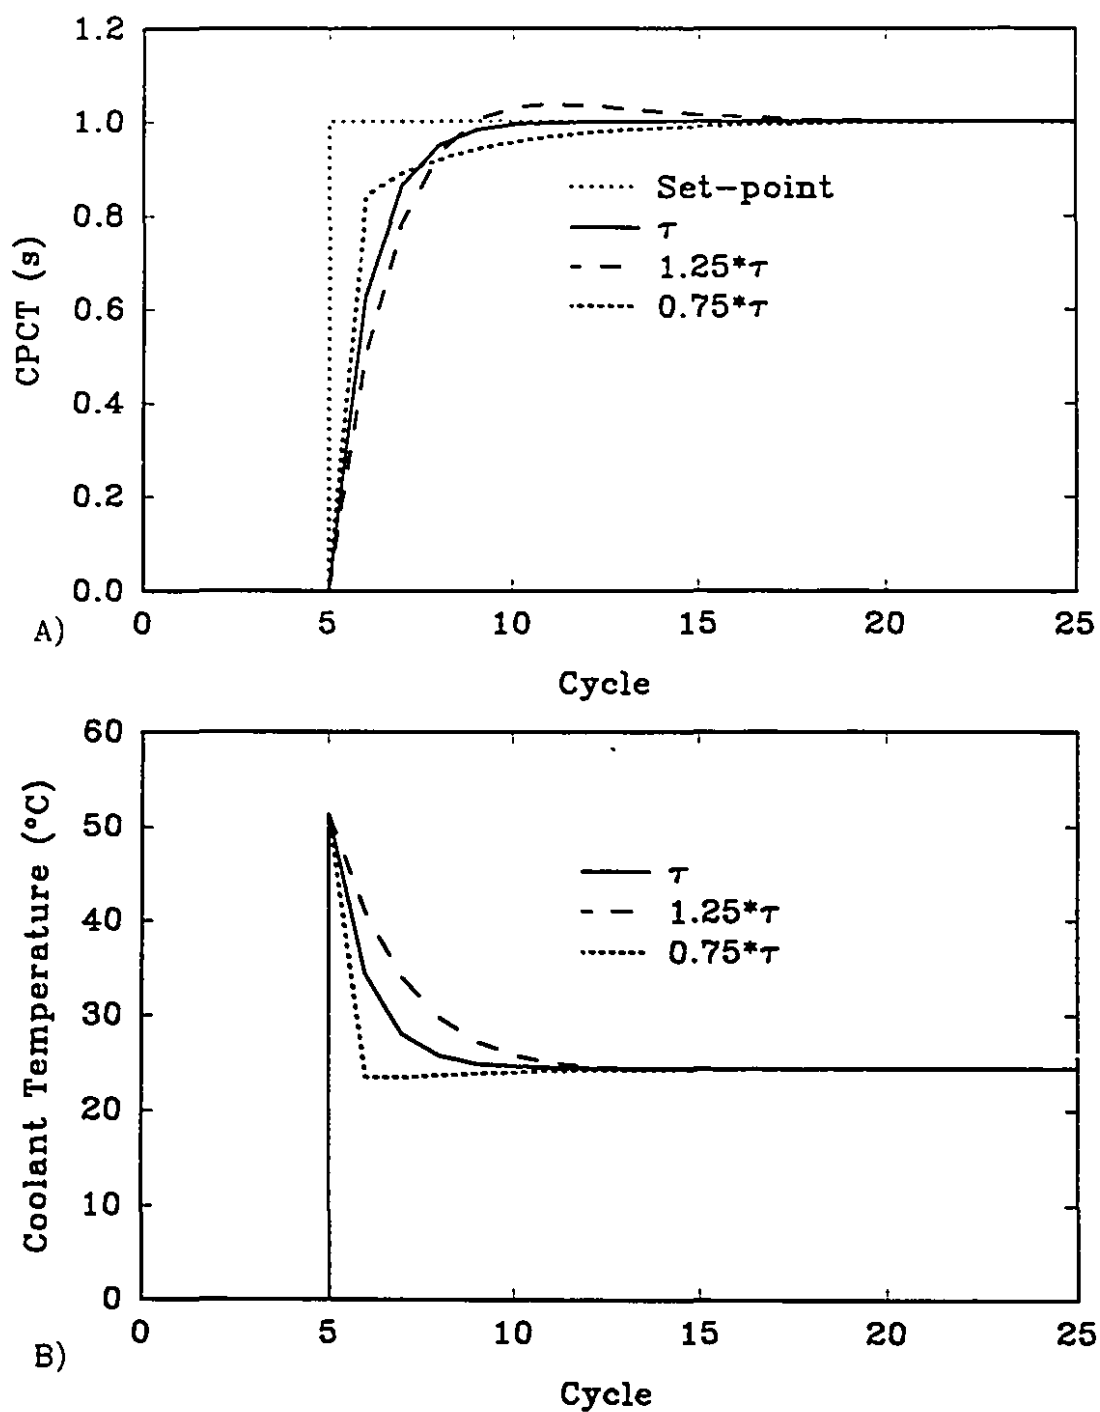 1.2
1.0
0.8
0.6
0.4
0.2
0.0
CPCT (s)
Set-point
τ
1.25*τ
0.75*τ
0 5 10 15 20 25
A)
Cycle
60
50
40
30
20
10
0
Coolant Temperature (°C)
τ
1.25*τ
0.75*τ
0 5 10 15 20 25
B)
Cycle